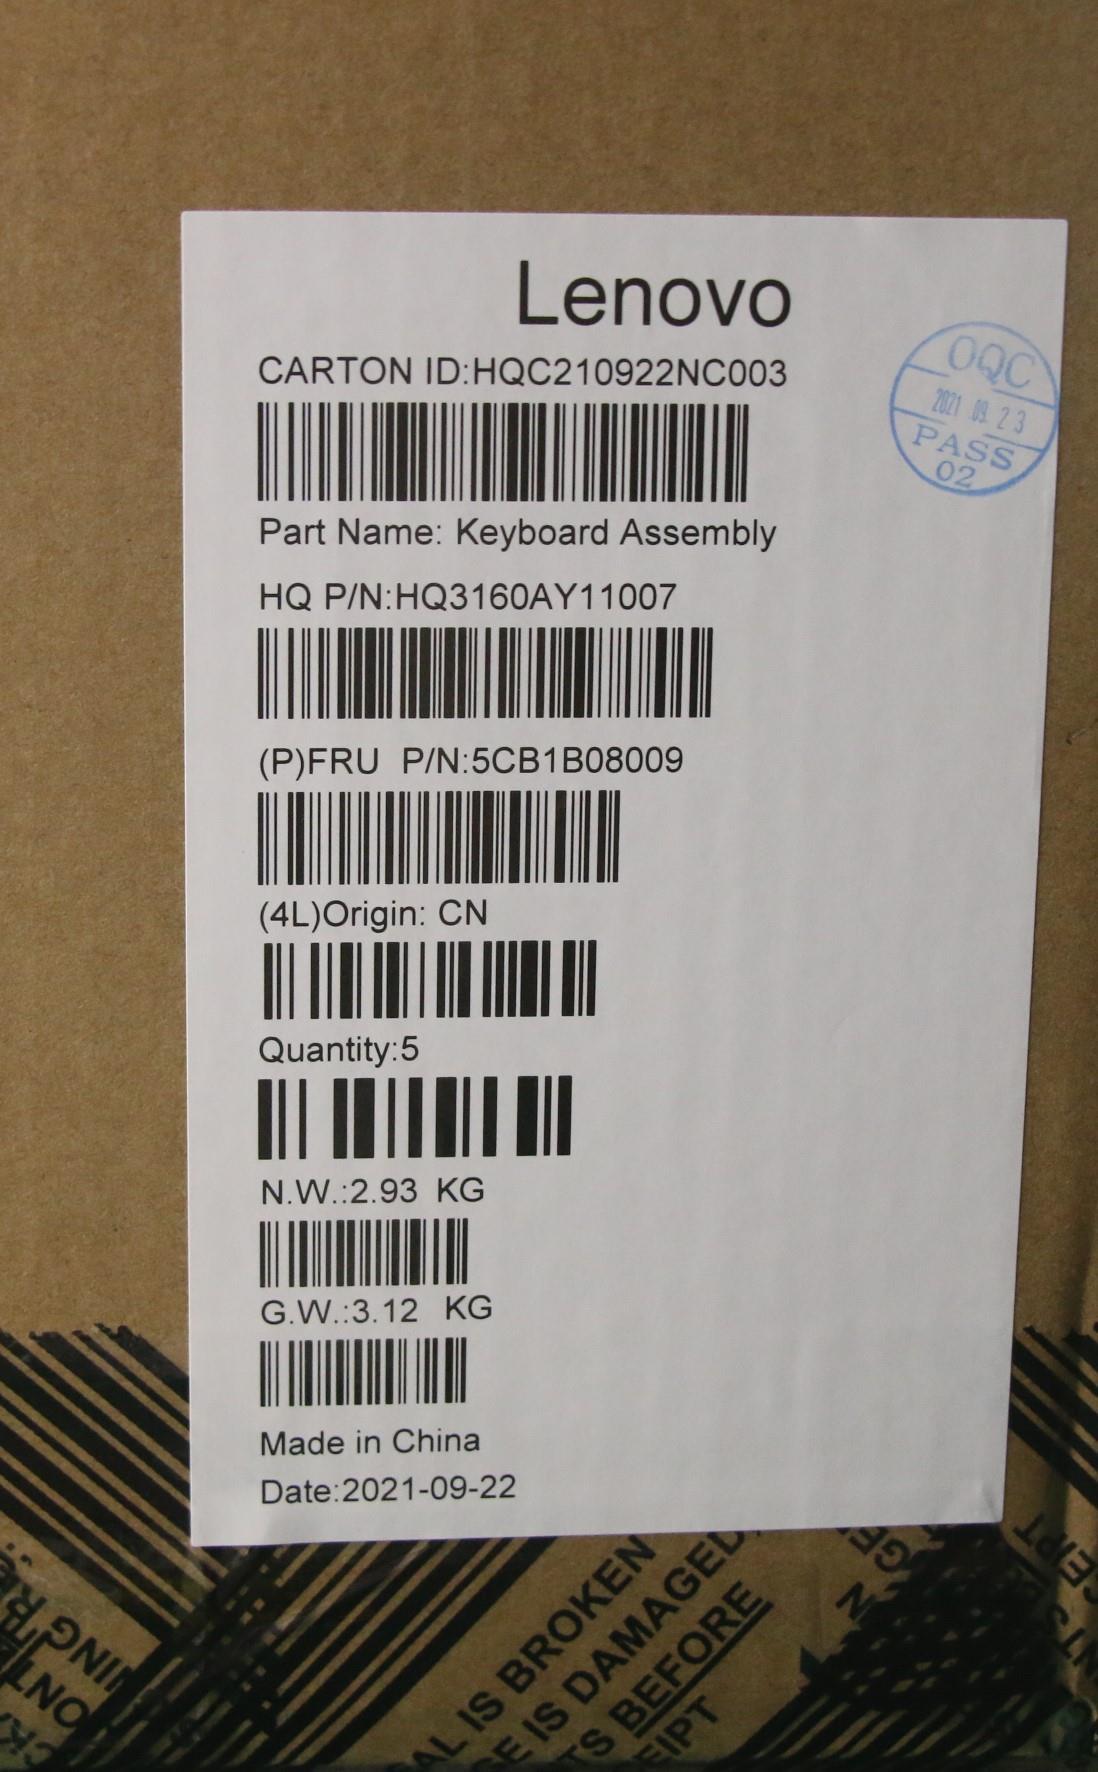 Lenovo
CARTON ID:HQC210922NC003
OQC
2021.09.23
PASS
02
Part Name: Keyboard Assembly
HQ P/N:HQ3160AY11007
(P)FRU P/N:5CB1B08009
(4L)Origin: CN
Quantity:5
N.W.:2.93 KG
G.W.:3.12 KG
Made in China
Date:2021-09-22
IS BROKEN
IS DAMAGED,
BEFORE